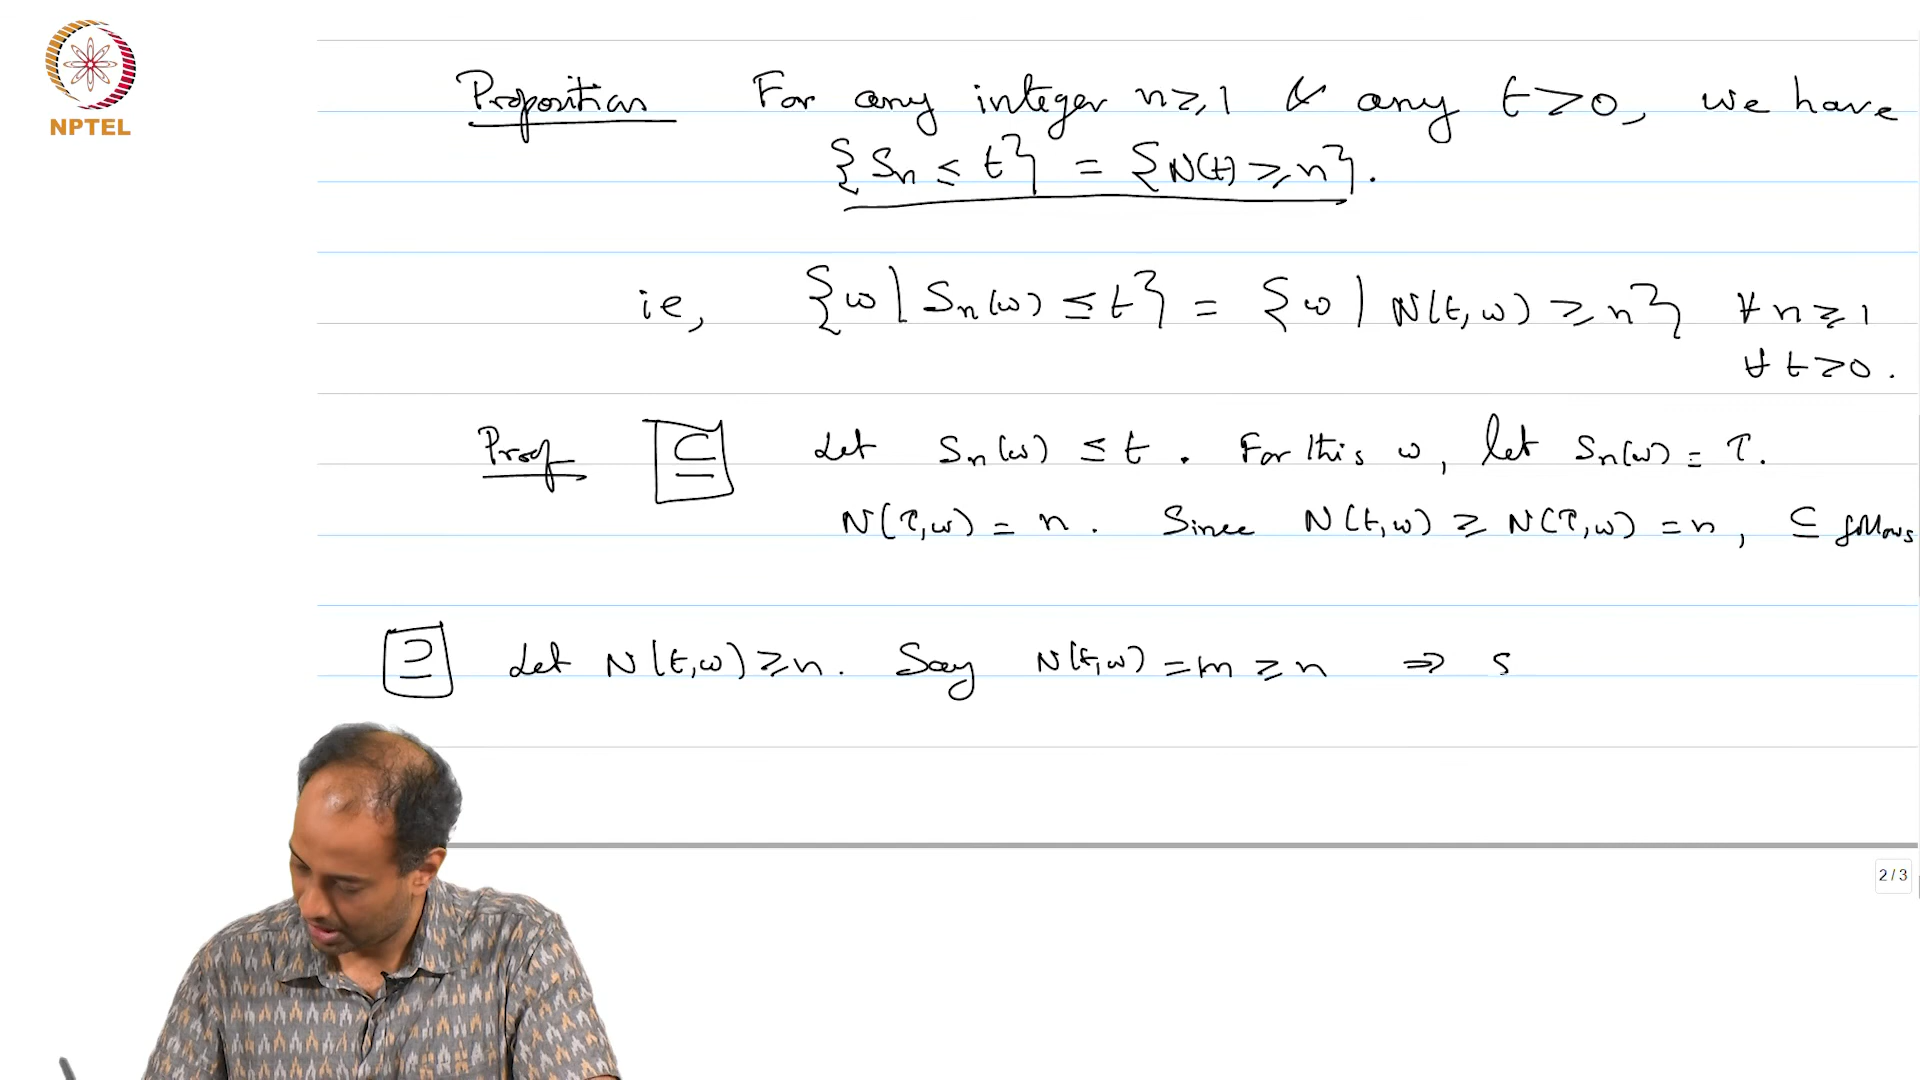 NPTEL
Proposition For any integer n ≥ 1 & any t > 0, we have
{Sn ≤ t} = {N(t) ≥ n}.
ie, {ω | Sn(ω) ≤ t} = {ω | N(t, ω) ≥ n} ∀ n ≥ 1
∀ t > 0.
Proof ⊆ Let Sn(ω) ≤ t. For this ω, let Sn(ω) = τ.
N(τ, ω) = n. Since N(t, ω) ≥ N(τ, ω) = n, ⊆ follows
⊇ Let N(t, ω) ≥ n. Say N(t, ω) = m ≥ n ⇒ S
2 / 3